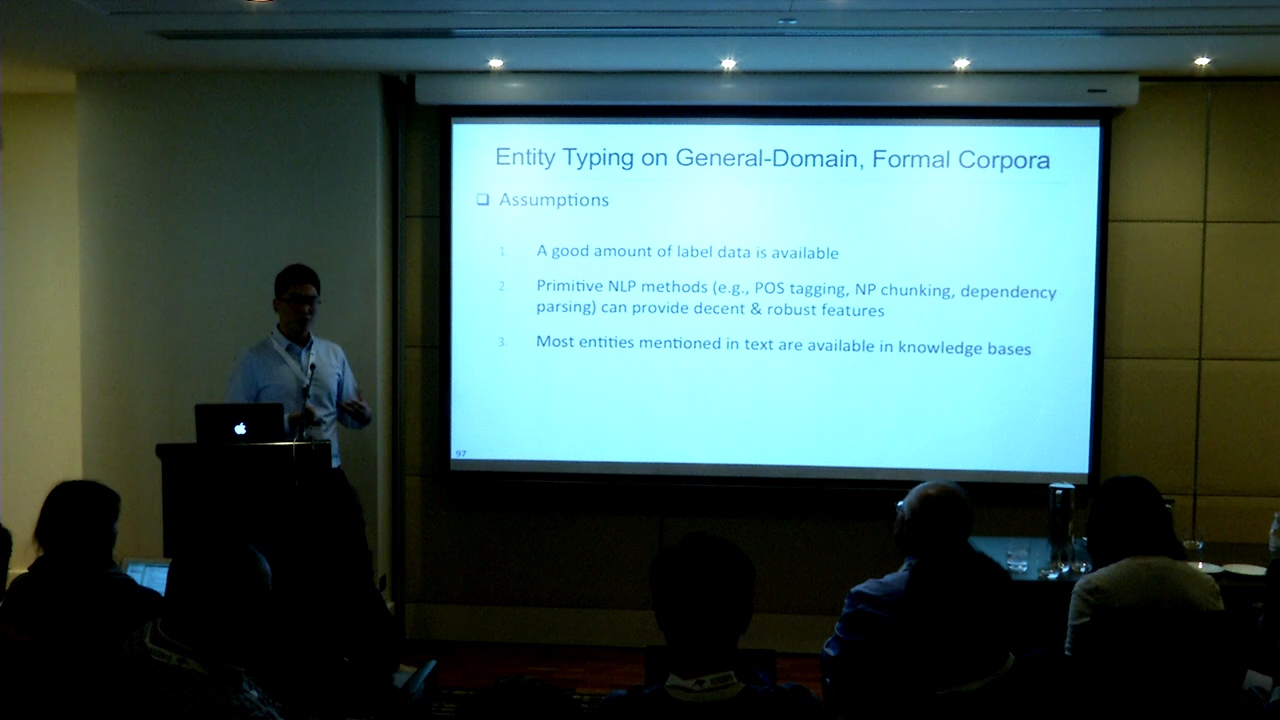 Entity Typing on General-Domain, Formal Corpora
❑ Assumptions
1. A good amount of label data is available
2. Primitive NLP methods (e.g., POS tagging, NP chunking, dependency
parsing) can provide decent & robust features
3. Most entities mentioned in text are available in knowledge bases
97